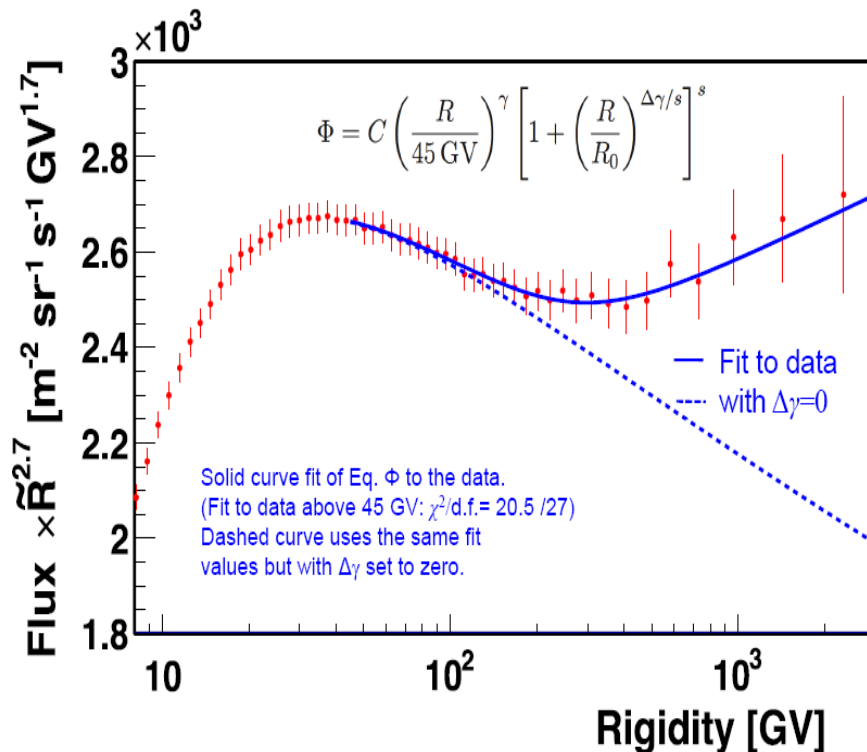 ×10³
3
2.8
2.6
2.4
2.2
2
1.8
Flux ×R̃²·⁷ [m⁻² sr⁻¹ s⁻¹ GV¹·⁷]
Φ = C (R / 45 GV)^γ [1 + (R / R₀)^Δγ/s]^s
Fit to data
with Δγ=0
Solid curve fit of Eq. Φ to the data.
(Fit to data above 45 GV: χ²/d.f.= 20.5 /27)
Dashed curve uses the same fit
values but with Δγ set to zero.
10 10² 10³
Rigidity [GV]